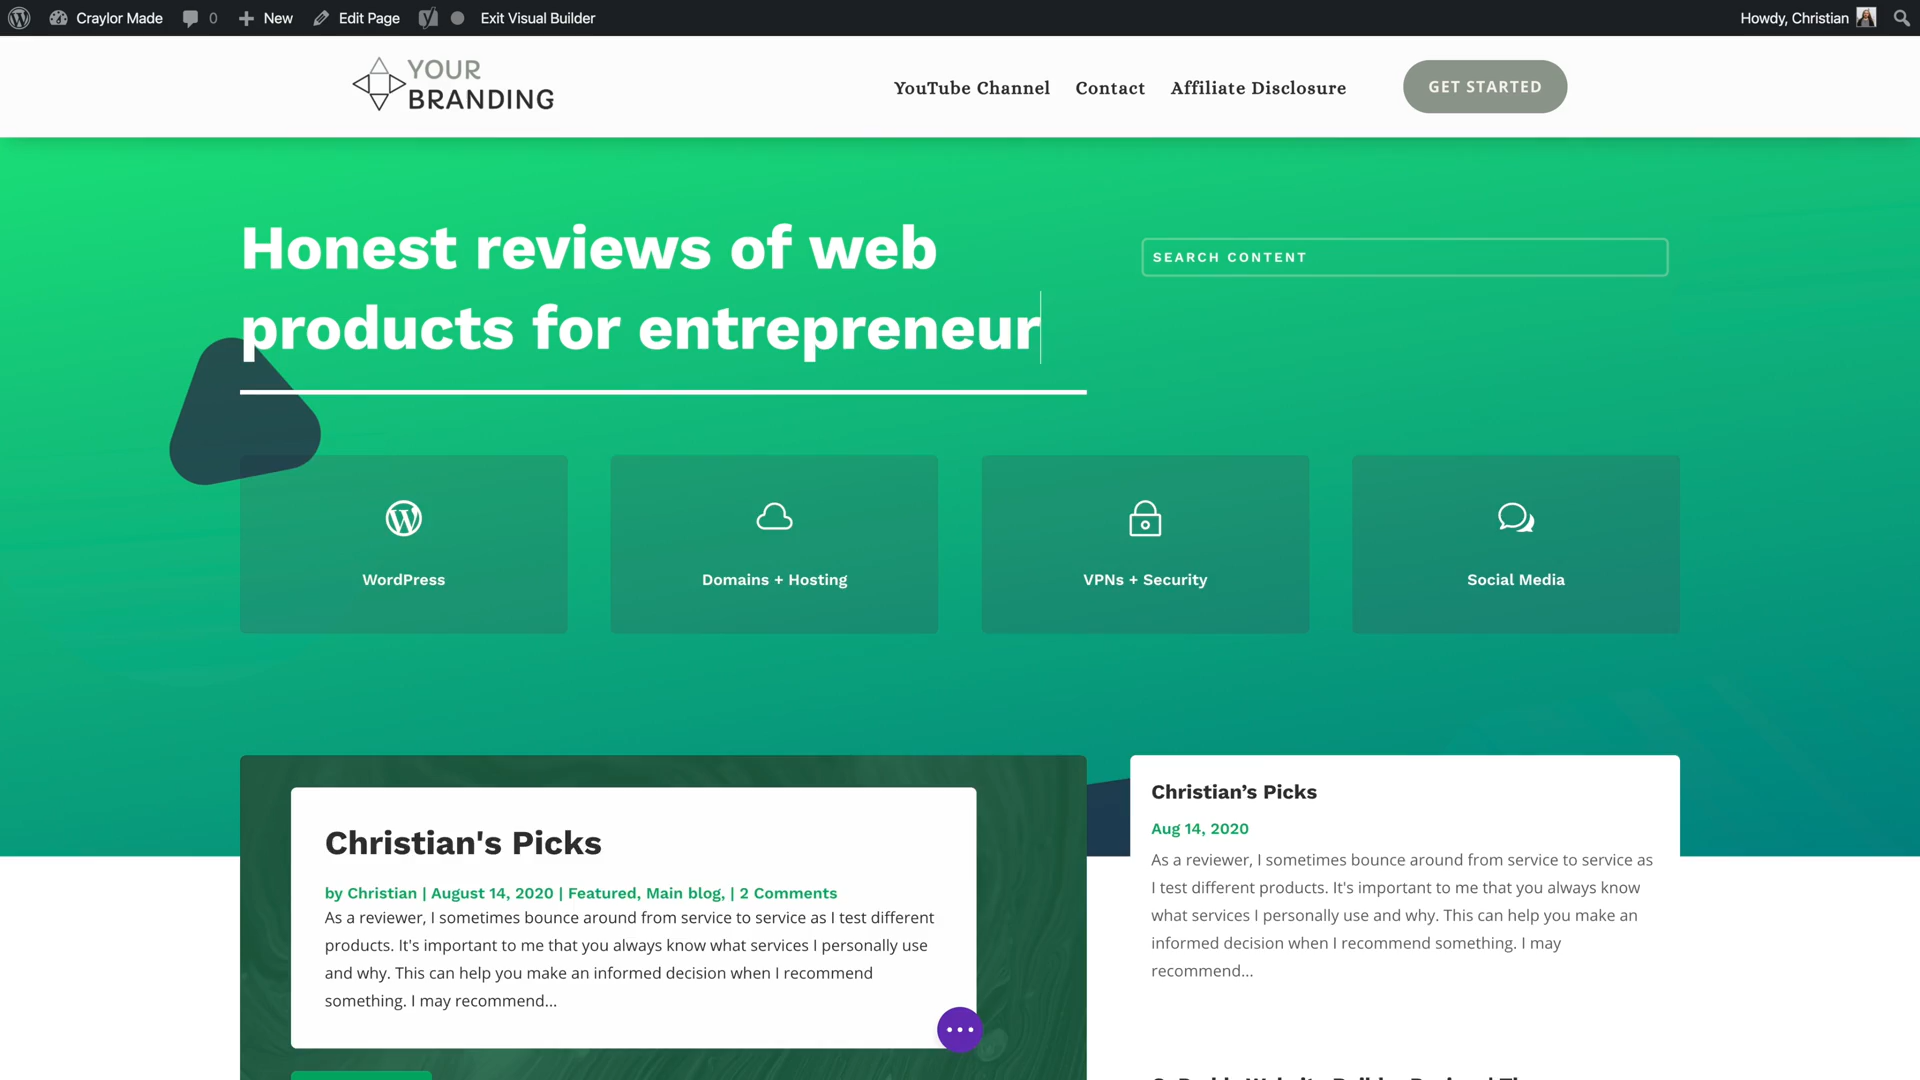 Craylor Made
0
New
Edit Page
Exit Visual Builder
Howdy, Christian
YOUR
BRANDING
YouTube Channel
Contact
Affiliate Disclosure
GET STARTED
Honest reviews of web
products for entrepreneur
SEARCH CONTENT
WordPress
Domains + Hosting
VPNs + Security
Social Media
Christian's Picks
by Christian | August 14, 2020 | Featured, Main blog, | 2 Comments
As a reviewer, I sometimes bounce around from service to service as I test different
products. It's important to me that you always know what services I personally use
and why. This can help you make an informed decision when I recommend
something. I may recommend...
Christian’s Picks
Aug 14, 2020
As a reviewer, I sometimes bounce around from service to service as
I test different products. It's important to me that you always know
what services I personally use and why. This can help you make an
informed decision when I recommend something. I may
recommend...